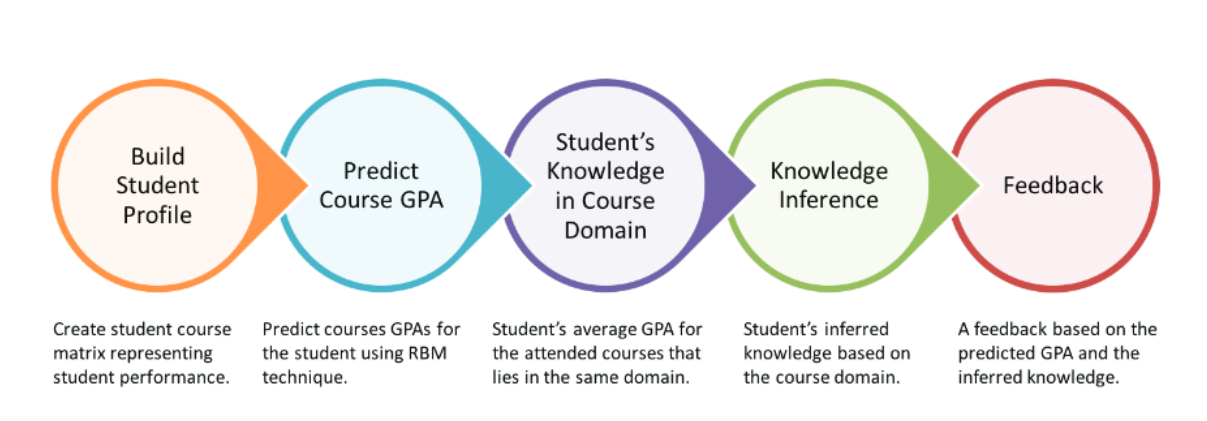 Build
Student
Profile
Predict
Course GPA
Student’s
Knowledge
in Course
Domain
Knowledge
Inference
Feedback
Create student course
matrix representing
student performance.
Predict courses GPAs for
the student using RBM
technique.
Student’s average GPA for
the attended courses that
lies in the same domain.
Student’s inferred
knowledge based on
the course domain.
A feedback based on the
predicted GPA and the
inferred knowledge.